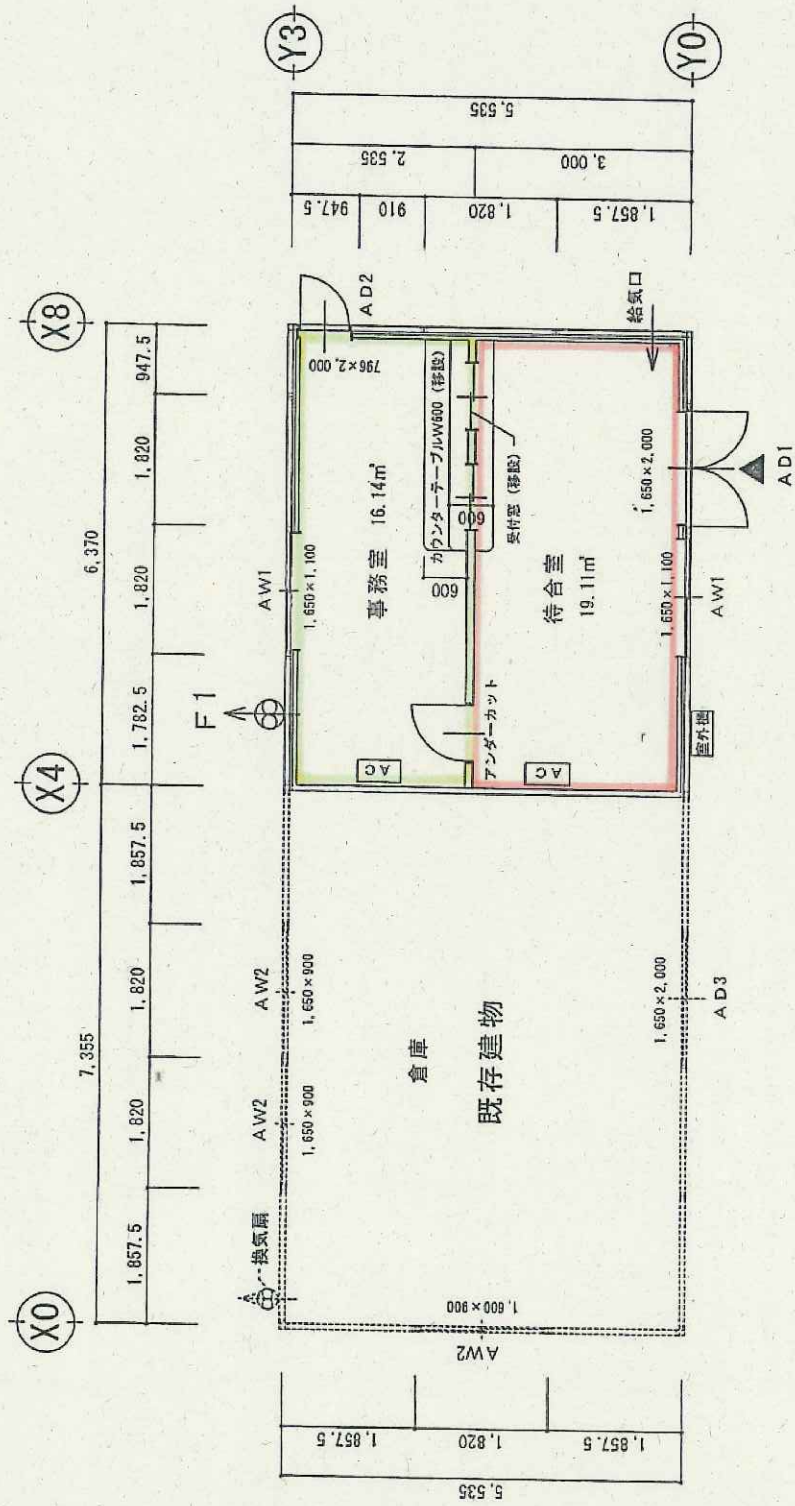 X0
X4
X8
7,355
6,370
1,857.5
1,820
1,820
1,857.5
1,782.5
1,820
1,820
947.5
換気扇
AW2
AW2
F1
AW1
AD2
1,650×900
1,650×900
1,650×1,100
796×2,000
Y3
947.5
910
1,820
1,857.5
2,535
3,000
5,535
Y0
1,857.5
1,820
1,857.5
5,535
AW2
1,600×900
倉庫
既存建物
AC
事務室 16.14㎡
600
カウンターテーブルW600 (移設)
600
受付窓 (移設)
アンダーカット
AC
待合室
19.11㎡
給気口
1,650×2,000
1,650×1,100
1,650×2,000
AD3
室外機
AW1
AD1